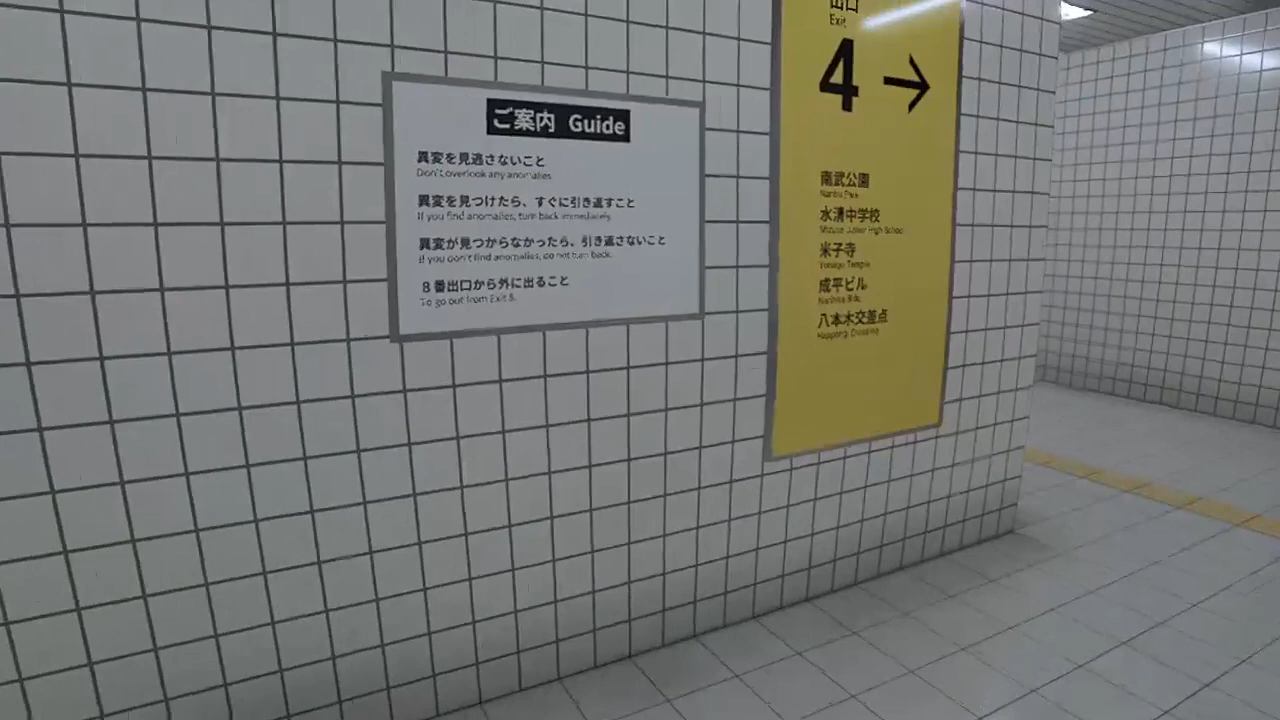 ご案内 Guide
異変を見逃さないこと
Don't overlook any anomalies.
異変を見つけたら、すぐに引き返すこと
If you find anomalies, turn back immediately.
異変が見つからなかったら、引き返さないこと
If you don't find anomalies, do not turn back.
8番出口から外に出ること
To go out from Exit 8.
出口
Exit
4 →
南武公園
水清中学校
米子寺
成平ビル
八本木交差点